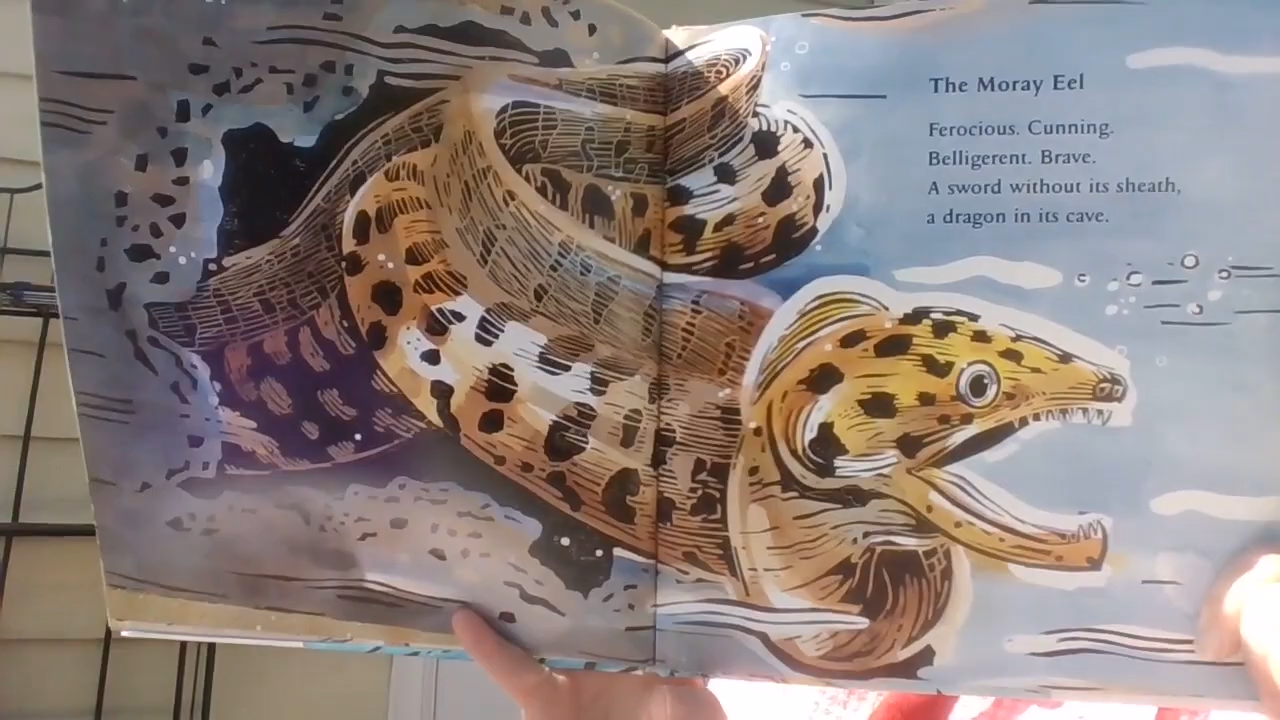 The Moray Eel
Ferocious. Cunning.
Belligerent. Brave.
A sword without its sheath,
a dragon in its cave.